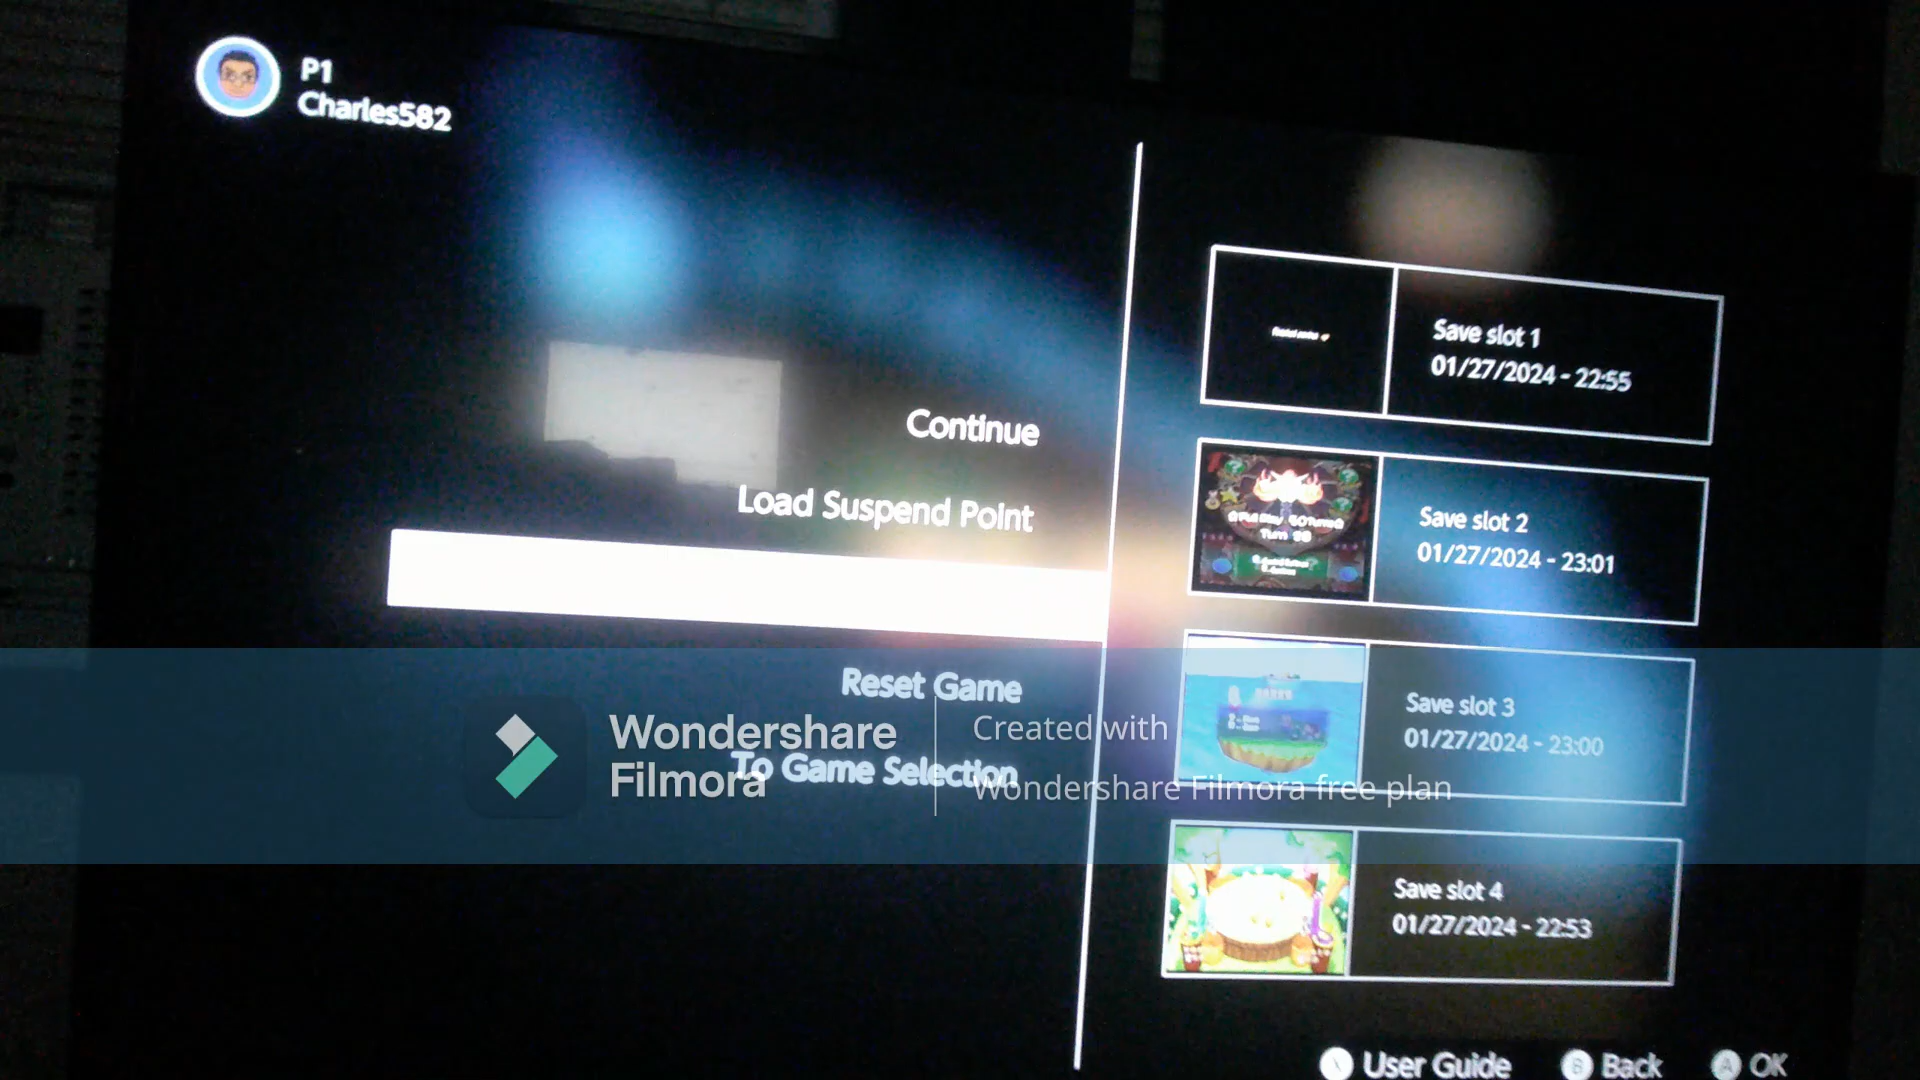 P1
Charles582
Continue
Load Suspend Point
Reset Game
To Game Selection
Save slot 1
01/27/2024 - 22:55
Save slot 2
01/27/2024 - 23:01
Save slot 3
01/27/2024 - 23:00
Save slot 4
01/27/2024 - 22:53
Wondershare
Filmora
Created with
Wondershare Filmora free plan
User Guide
B Back
A OK